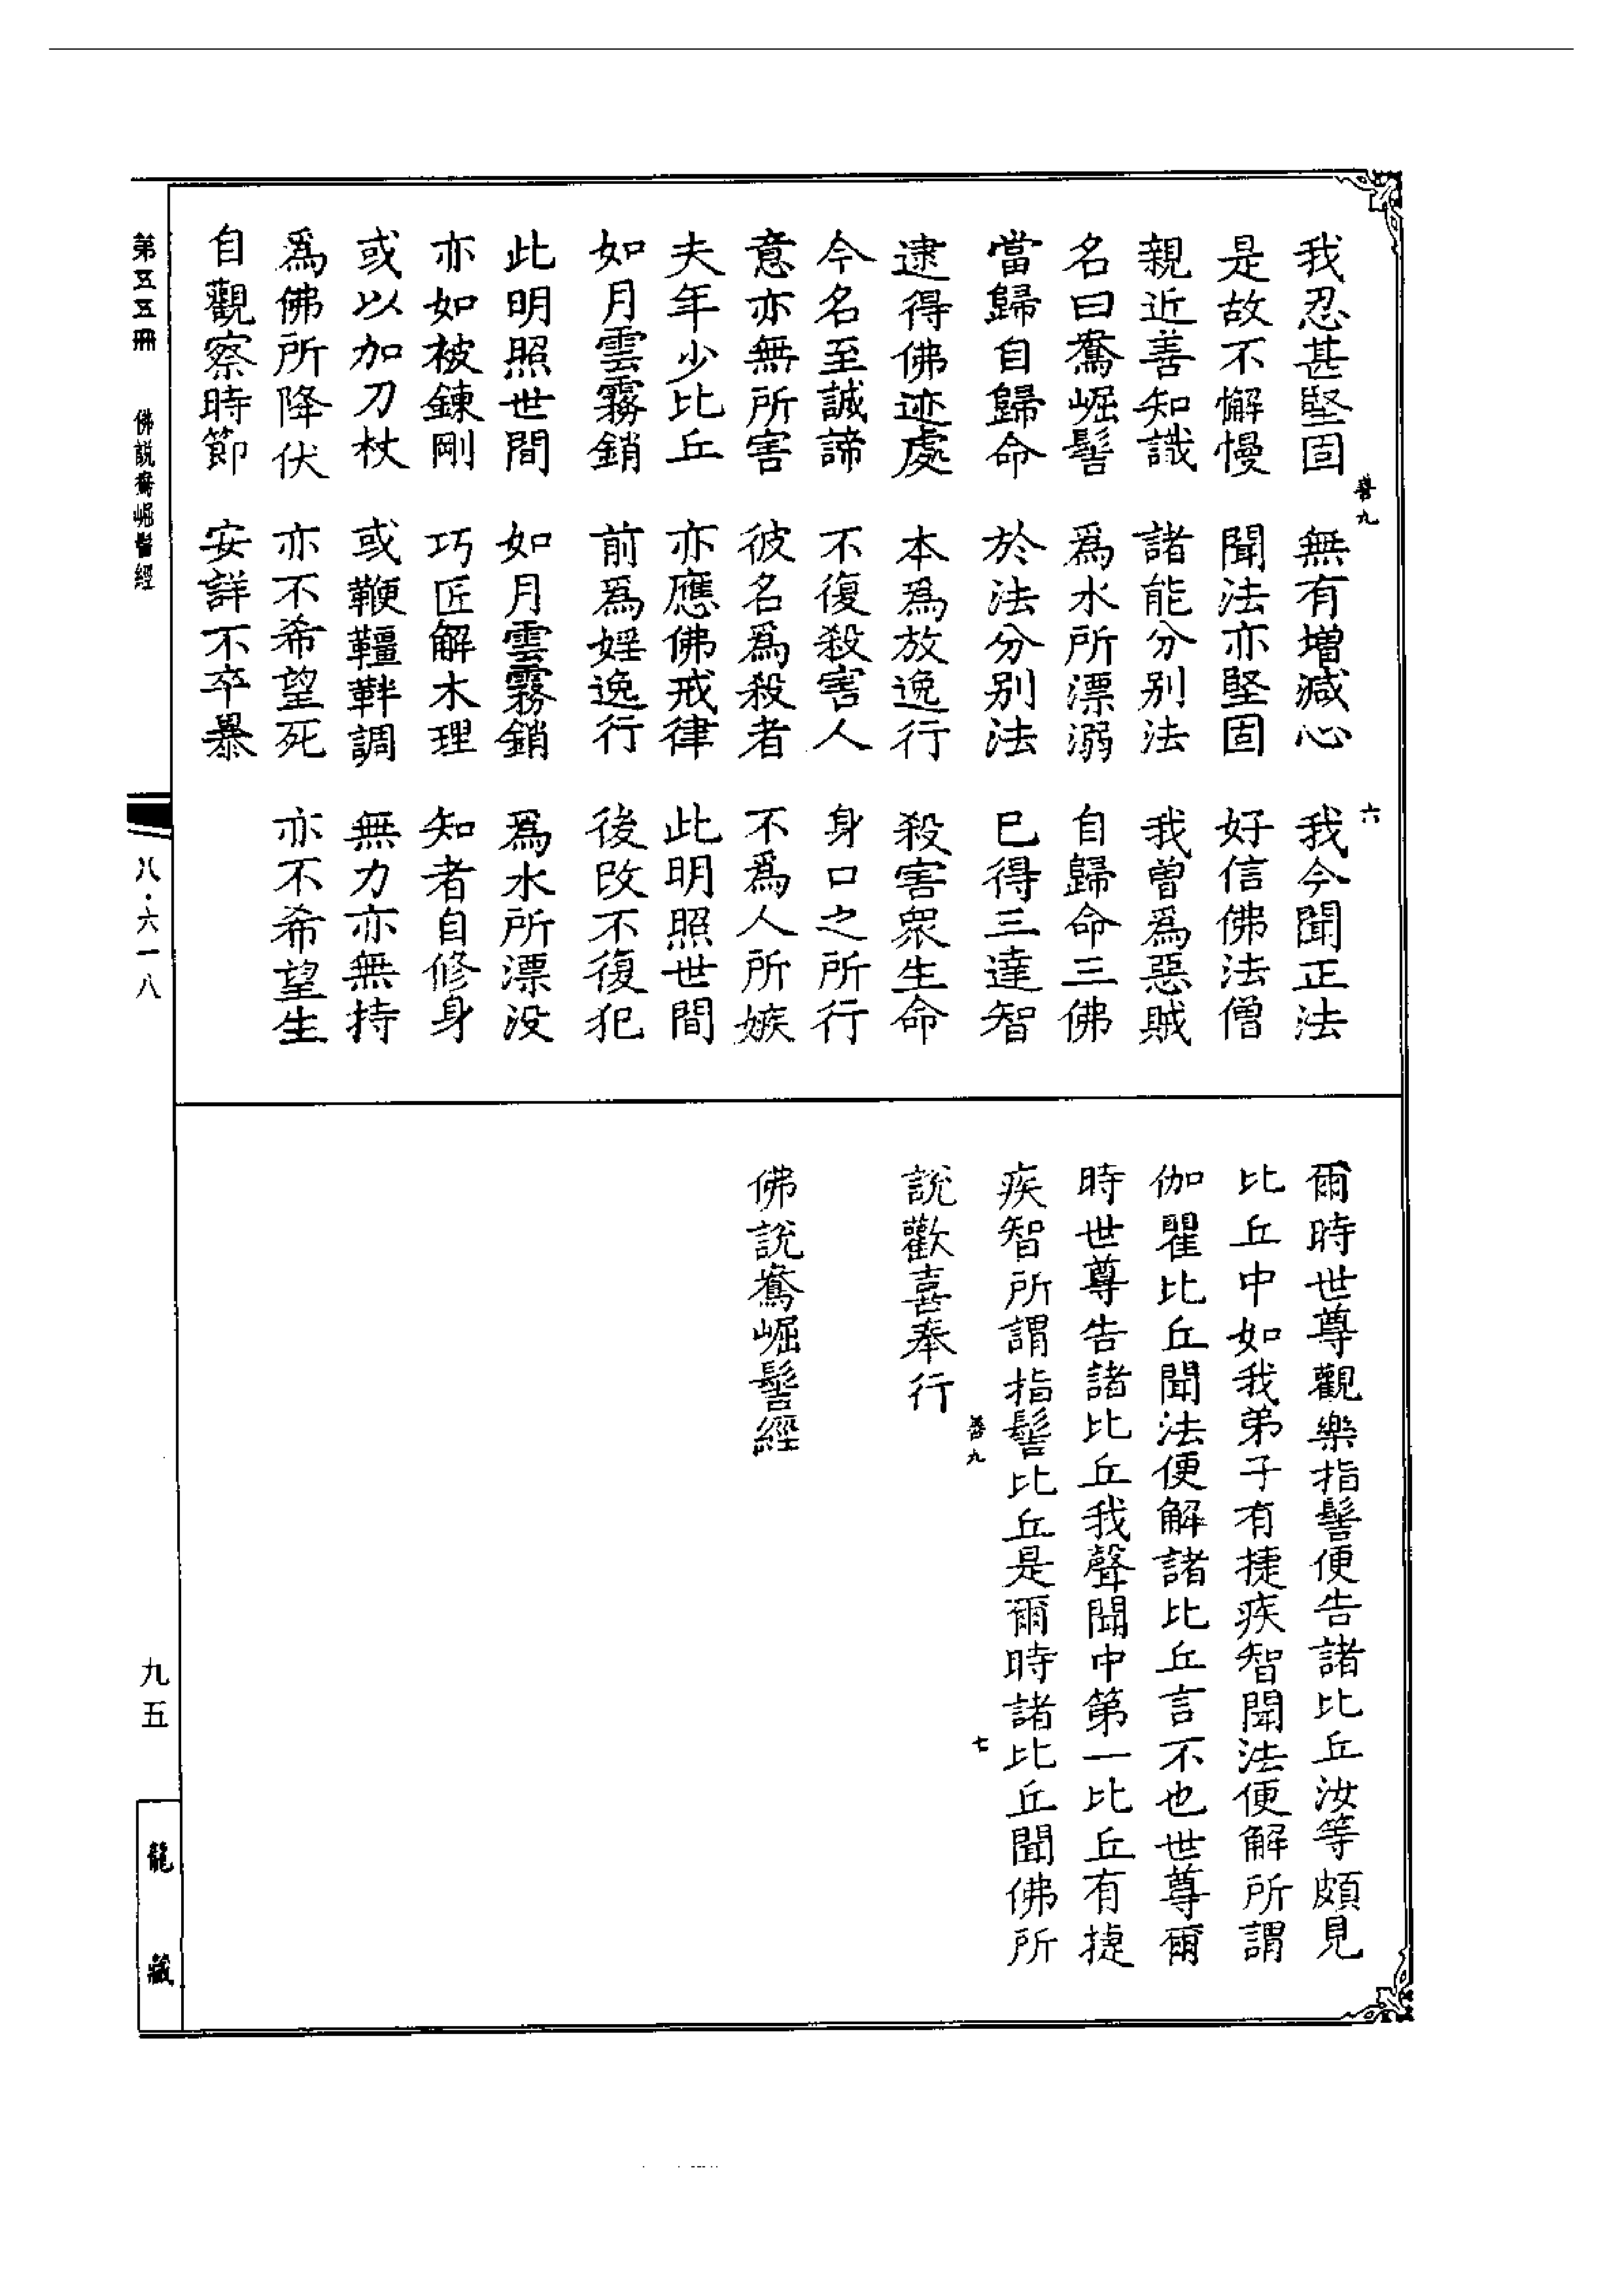 我忍甚堅固　無有增減心　我今聞正法
善九
六
是故不懈慢　聞法亦堅固　好信佛法僧
親近善知識　諸能分別法　我曾爲惡賊
名曰鴦崛髻　爲水所漂溺　自歸命三佛
當歸自歸命　於法分別法　已得三達智
逮得佛迹處　本爲放逸行　殺害衆生命
今名至誠諦　不復殺害人　身口之所行
意亦無所害　彼名爲殺者　不爲人所嫉
夫年少比丘　亦應佛戒律　此明照世間
如月雲霧銷　前爲婬逸行　後改不復犯
此明照世間　如月雲霧銷　爲水所漂没
亦如被鍊剛　巧匠解木理　知者自修身
或以加刀杖　或鞭韁靽調　無力亦無持
爲佛所降伏　亦不希望死　亦不希望生
自觀察時節　安詳不卒暴
爾時世尊觀樂指髻便告諸比丘汝等頗見
比丘中如我弟子有捷疾智聞法便解所謂
伽瞿比丘聞法便解諸比丘言不也世尊爾
時世尊告諸比丘我聲聞中第一比丘有捷
疾智所謂指髻比丘是爾時諸比丘聞佛所
善九
七
說歡喜奉行
佛說鴦崛髻經
第五五冊　佛說鴦崛髻經
八·六一八
九五
龍藏